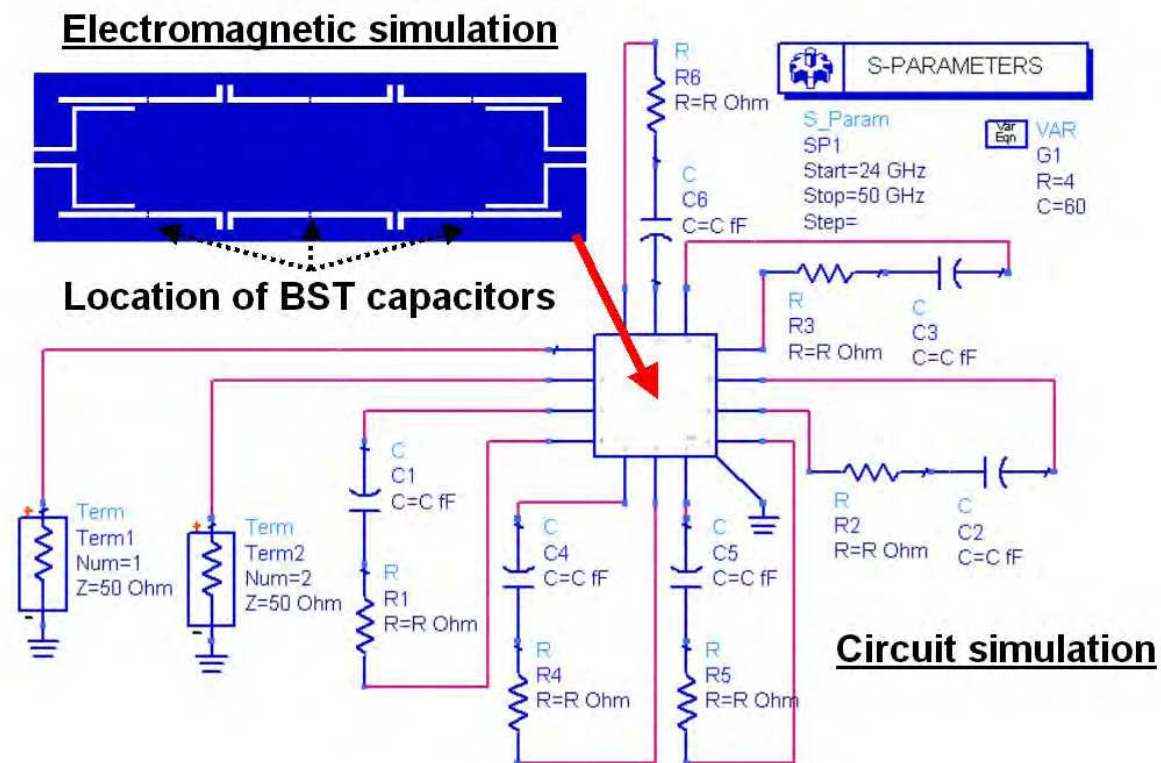 Electromagnetic simulation
Location of BST capacitors
R
R6
R=R Ohm
C
C6
C=C fF
S-PARAMETERS
S_Param
SP1
Start=24 GHz
Stop=50 GHz
Step=
Var
Eqn
VAR
G1
R=4
C=60
R
R3
R=R Ohm
C
C3
C=C fF
R
R2
R=R Ohm
C
C2
C=C fF
C
C1
C=C fF
R
R1
R=R Ohm
C
C4
C=C fF
R
R4
R=R Ohm
C
C5
C=C fF
R
R5
R=R Ohm
+
Term
Term1
Num=1
Z=50 Ohm
-
+
Term
Term2
Num=2
Z=50 Ohm
-
Circuit simulation